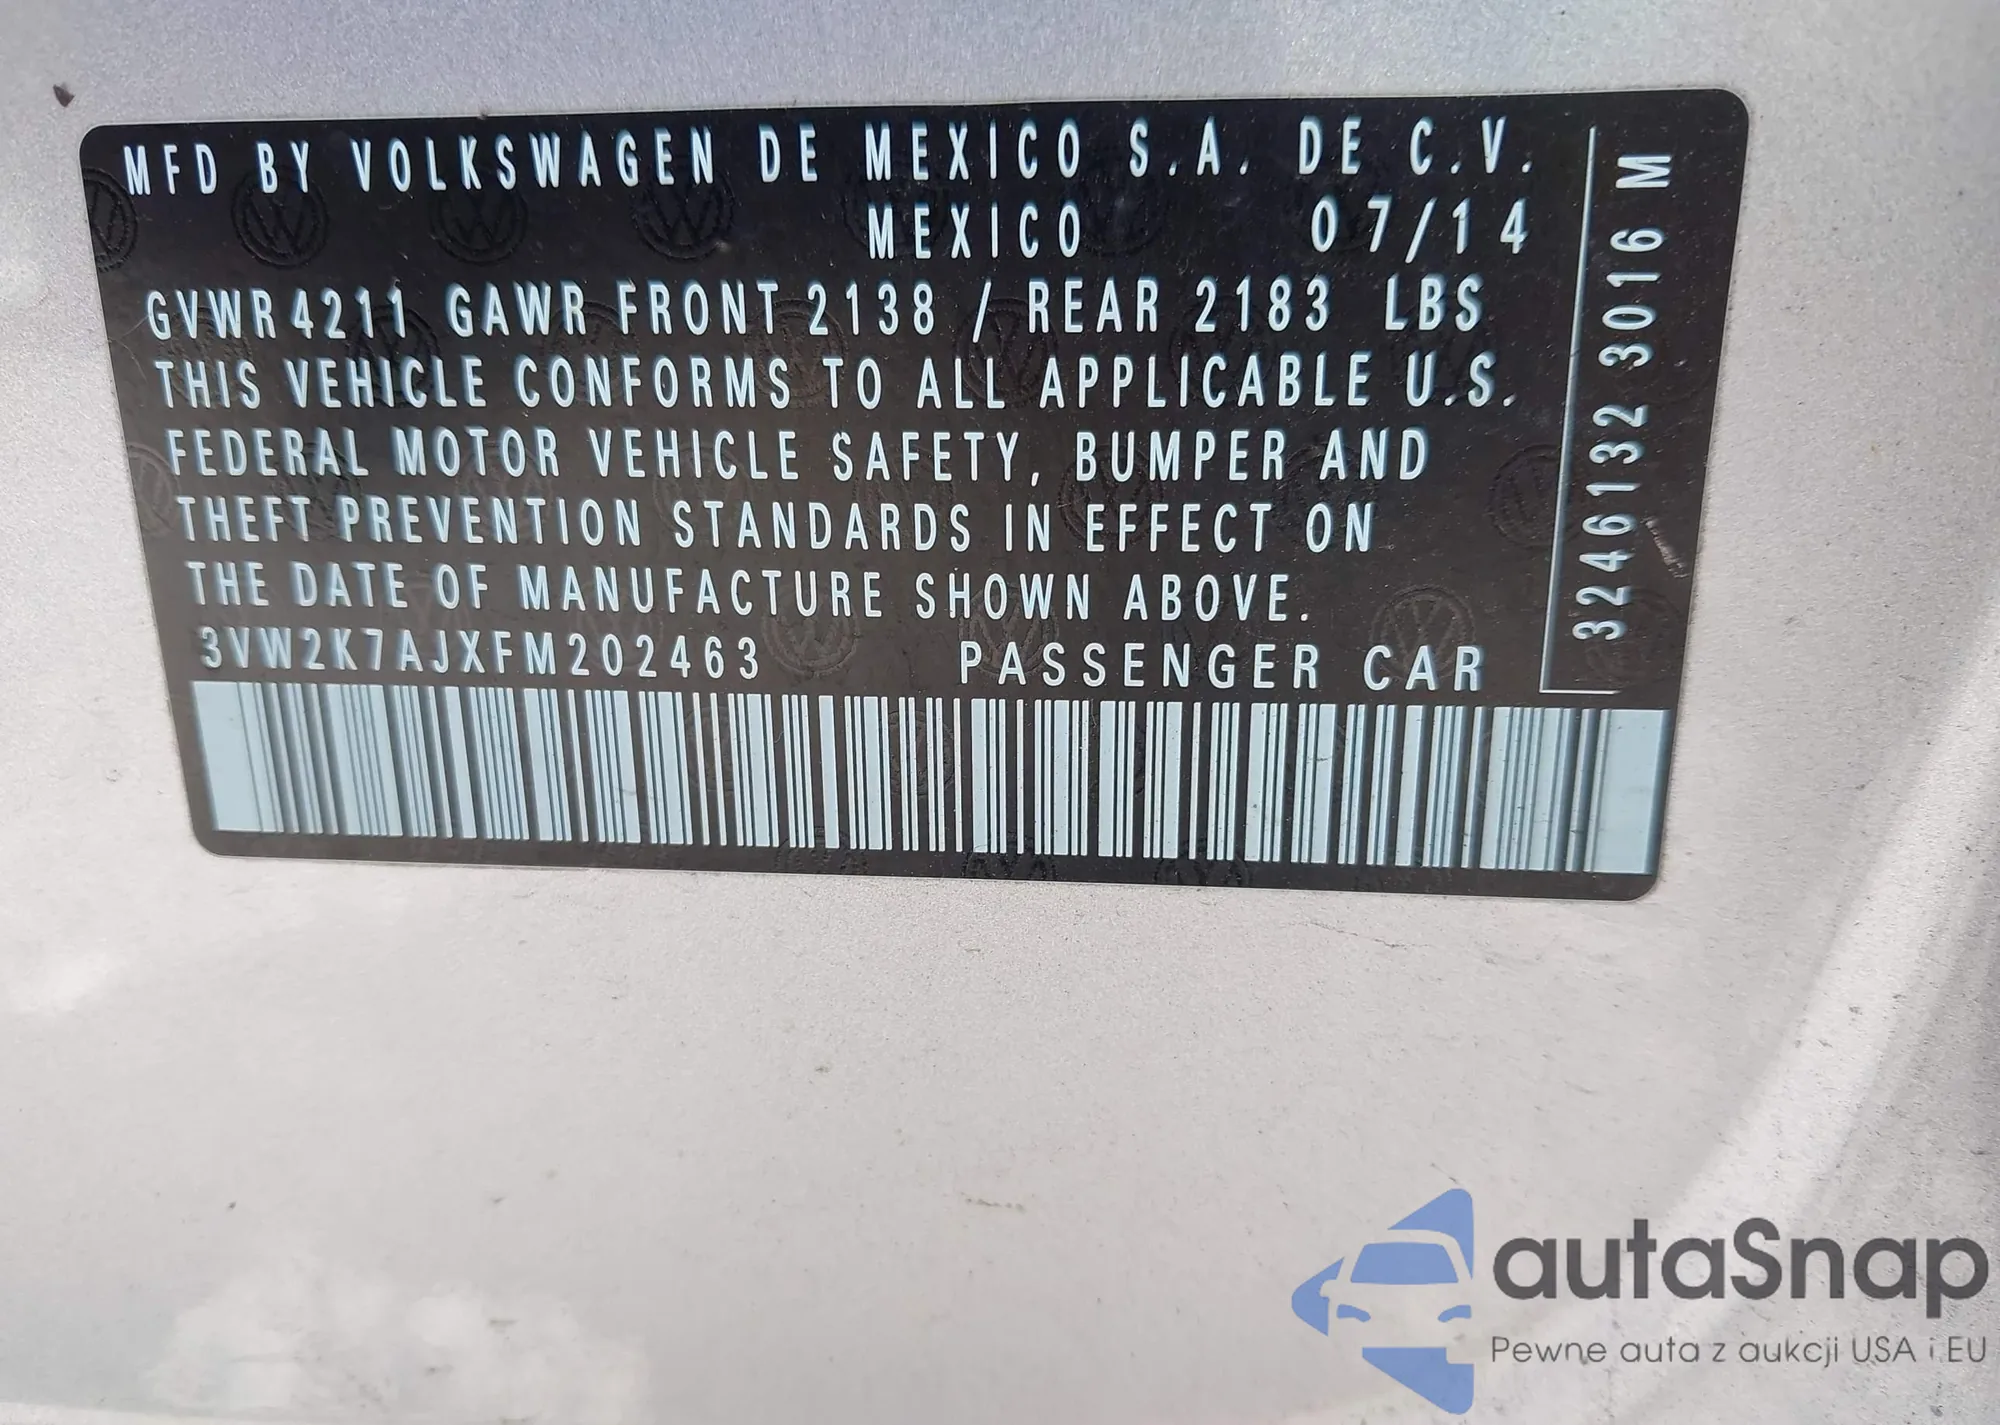 MFD BY VOLKSWAGEN DE MEXICO S.A. DE C.V.
MEXICO 07/14
GVWR 4211 GAWR FRONT 2138 / REAR 2183 LBS
THIS VEHICLE CONFORMS TO ALL APPLICABLE U.S.
FEDERAL MOTOR VEHICLE SAFETY, BUMPER AND
THEFT PREVENTION STANDARDS IN EFFECT ON
THE DATE OF MANUFACTURE SHOWN ABOVE.
3VW2K7AJXFM202463 PASSENGER CAR
3246132 3016 M
autaSnap
Pewne auta z aukcji USA i EU